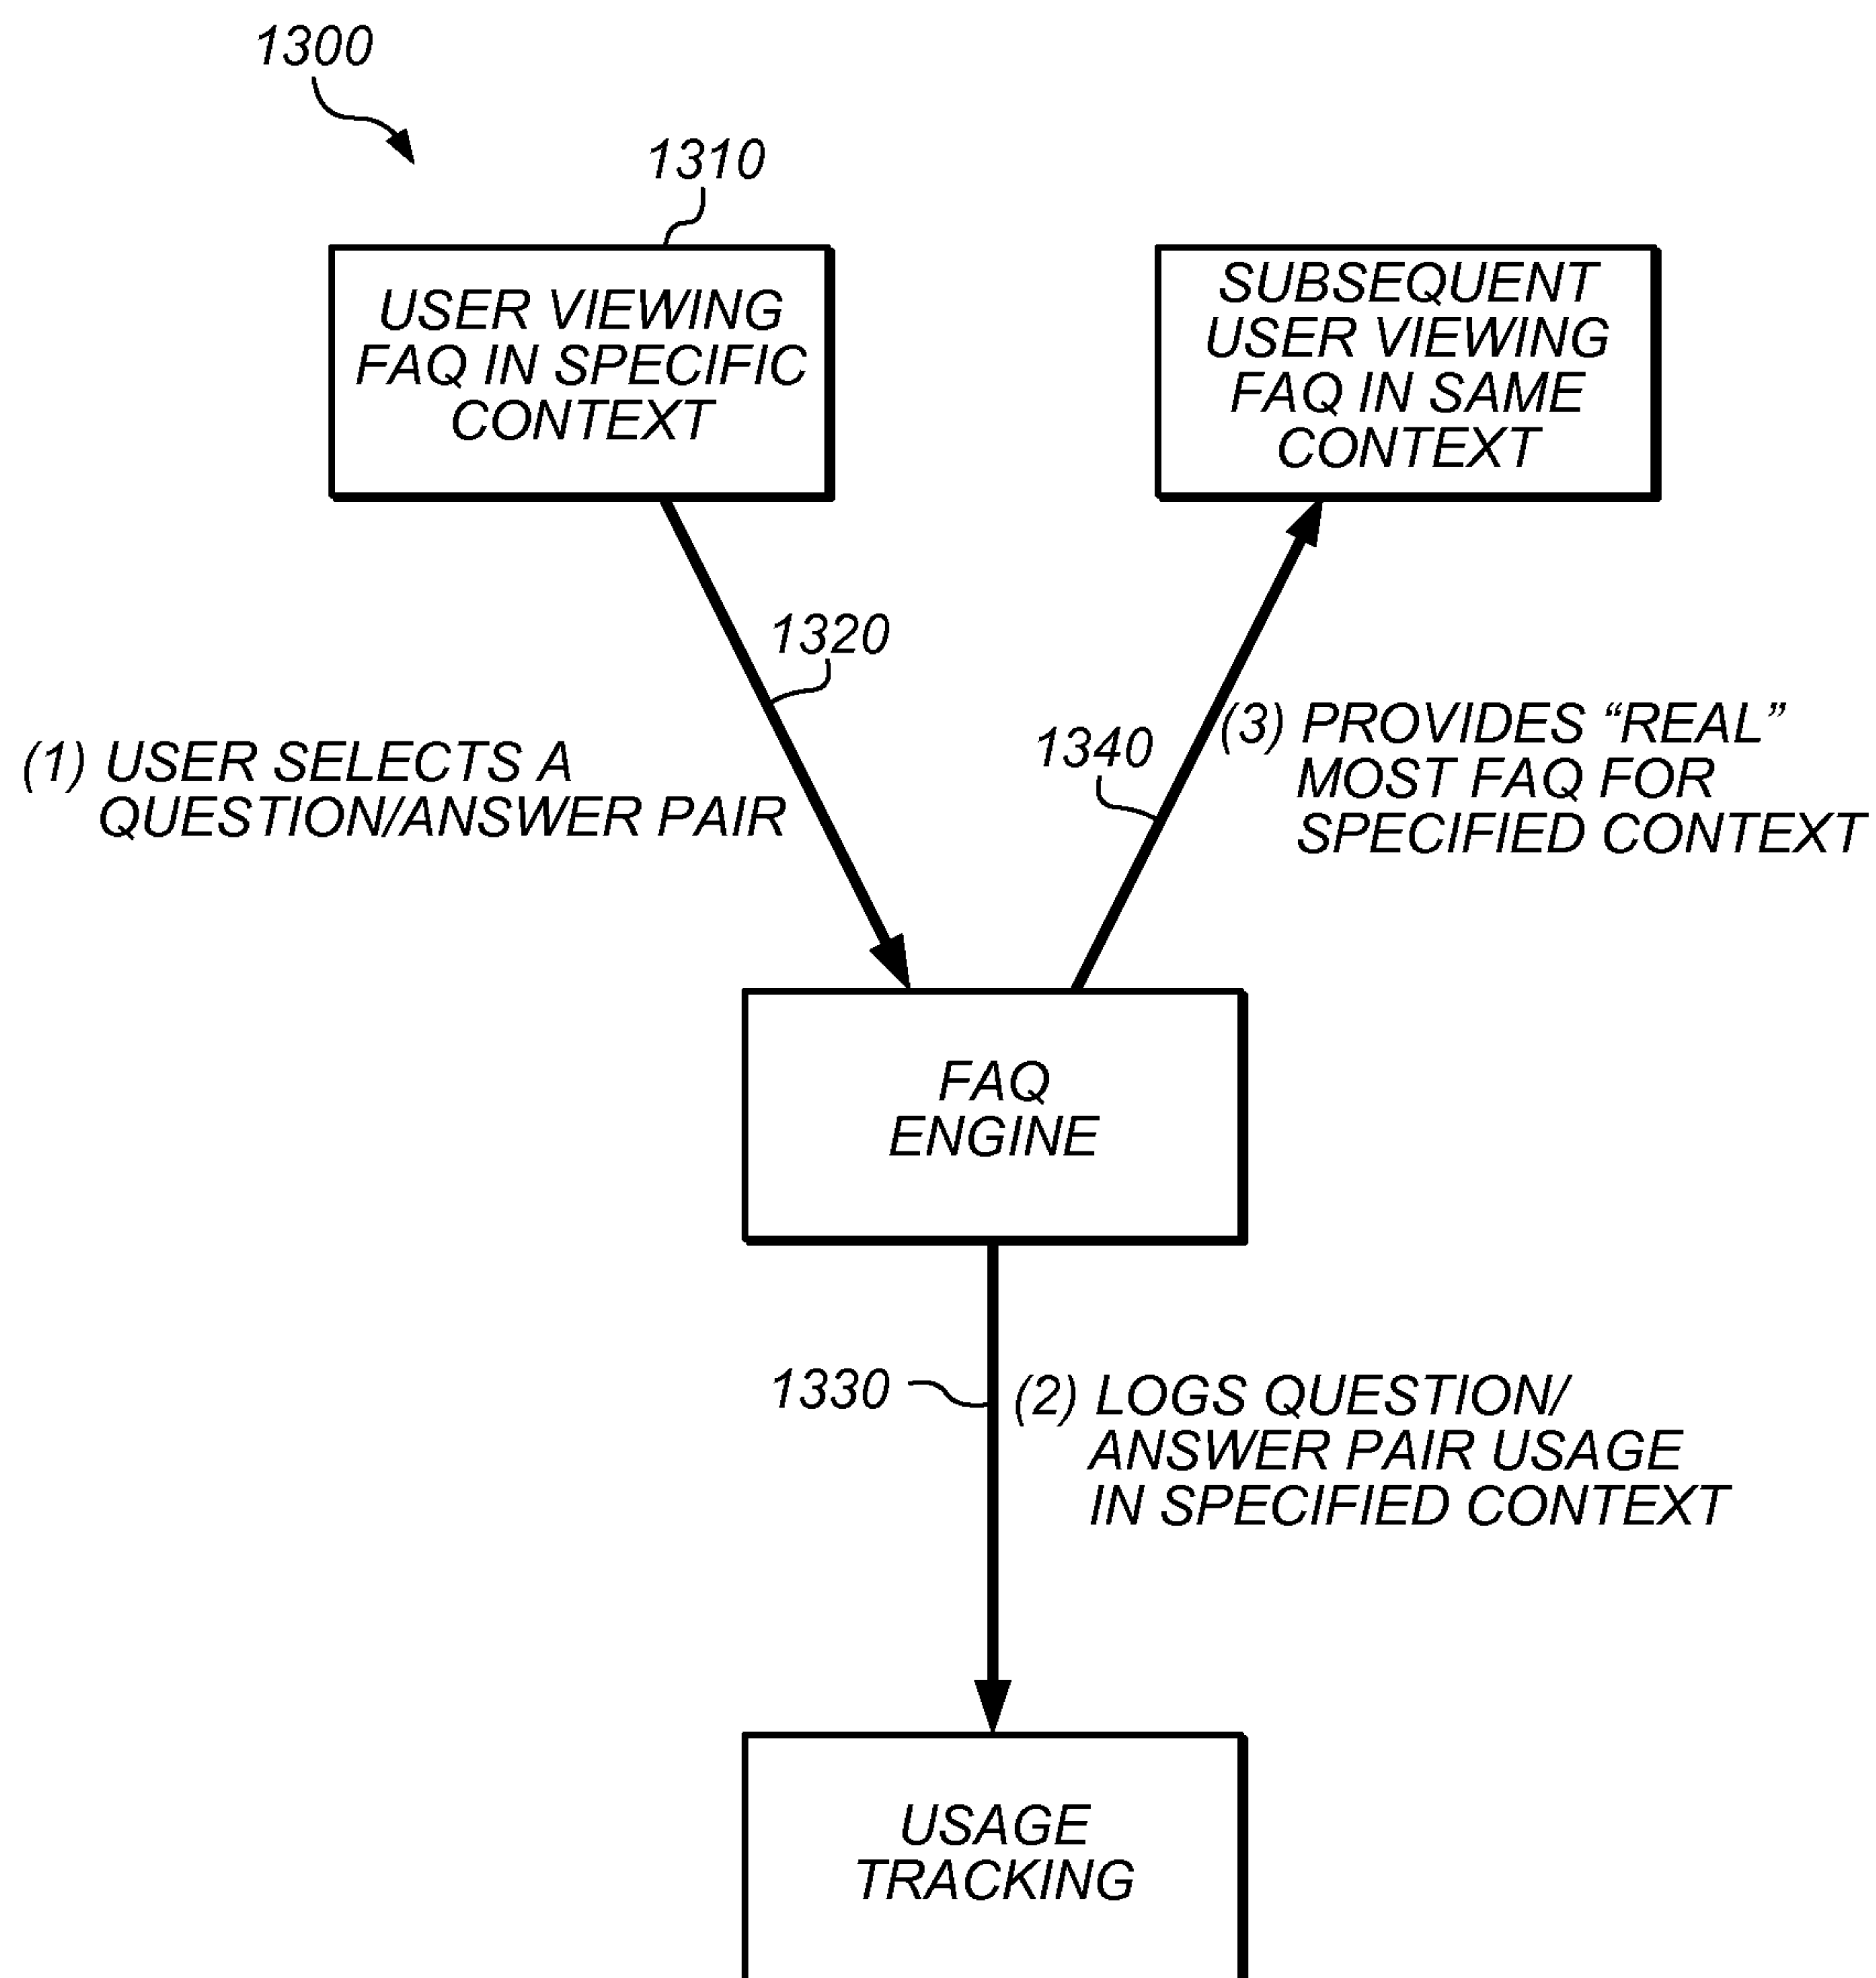 1300
1310
USER VIEWING
FAQ IN SPECIFIC
CONTEXT
SUBSEQUENT
USER VIEWING
FAQ IN SAME
CONTEXT
1320
(1) USER SELECTS A
QUESTION/ANSWER PAIR
1340
(3) PROVIDES “REAL”
MOST FAQ FOR
SPECIFIED CONTEXT
FAQ
ENGINE
1330
(2) LOGS QUESTION/
ANSWER PAIR USAGE
IN SPECIFIED CONTEXT
USAGE
TRACKING